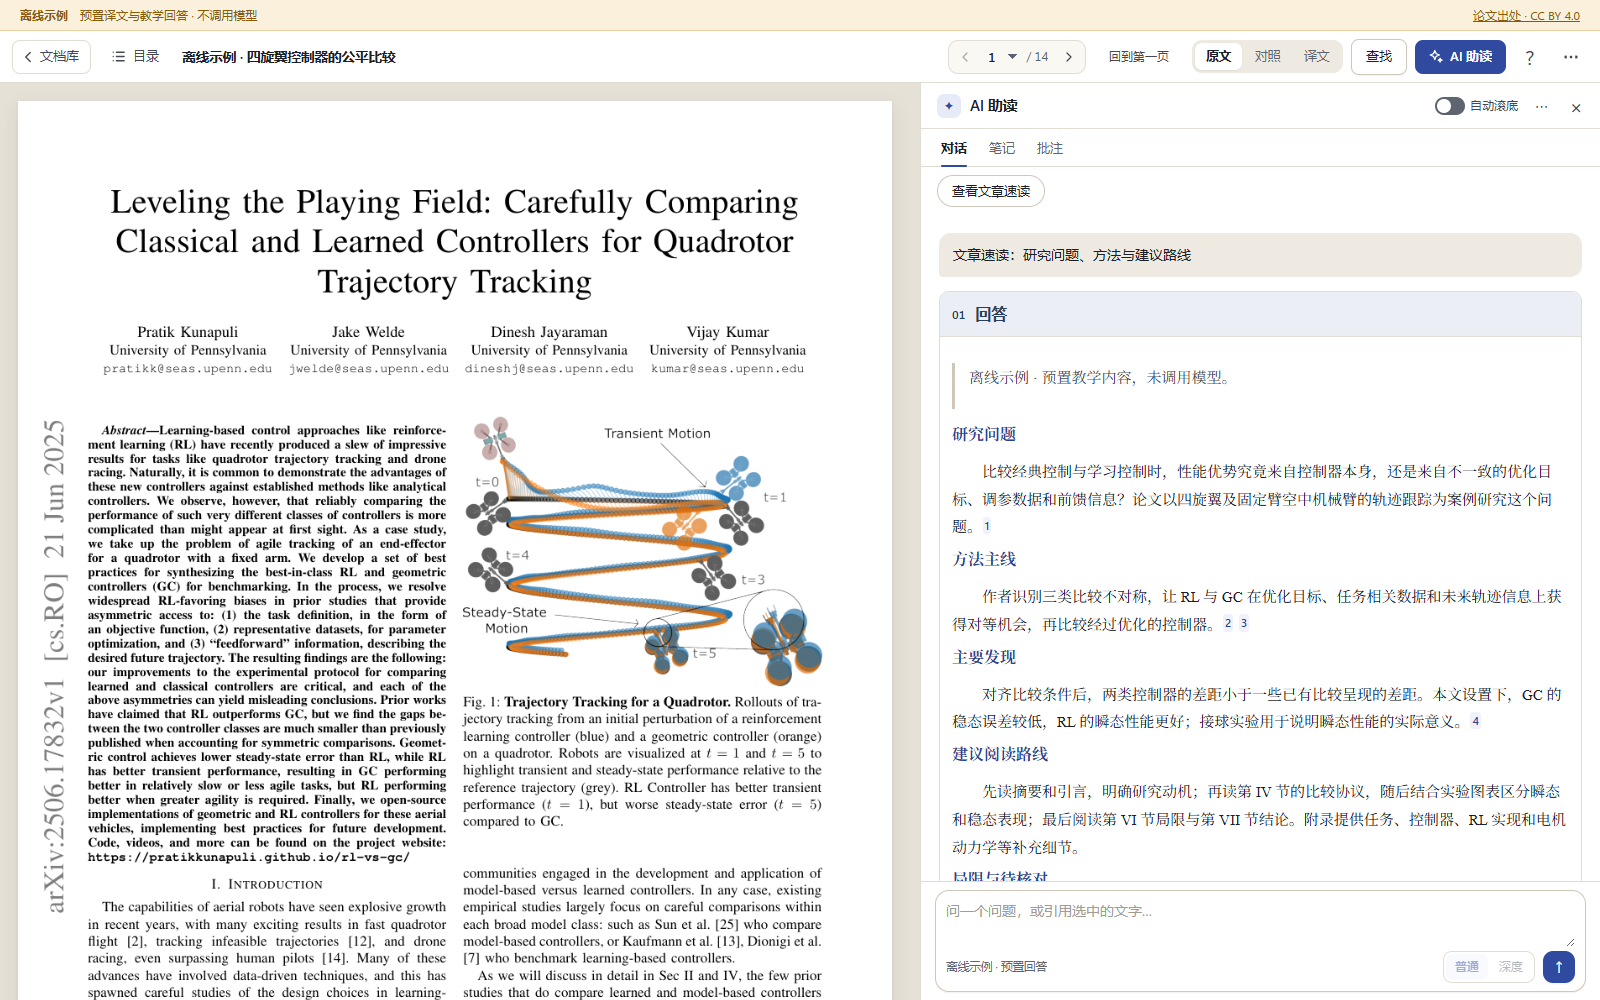 离线示例 预置译文与教学回答 · 不调用模型
论文出处 · CC BY 4.0
文档库
目录
离线示例 · 四旋翼控制器的公平比较
1 / 14
回到第一页
原文 对照 译文
查找
AI 助读
?
Leveling the Playing Field: Carefully Comparing
Classical and Learned Controllers for Quadrotor
Trajectory Tracking
Pratik Kunapuli
University of Pennsylvania
pratikk@seas.upenn.edu
Jake Welde
University of Pennsylvania
jwelde@seas.upenn.edu
Dinesh Jayaraman
University of Pennsylvania
dineshj@seas.upenn.edu
Vijay Kumar
University of Pennsylvania
kumar@seas.upenn.edu
arXiv:2506.17832v1 [cs.RO] 21 Jun 2025
Abstract—Learning-based control approaches like reinforce-
ment learning (RL) have recently produced a slew of impressive
results for tasks like quadrotor trajectory tracking and drone
racing. Naturally, it is common to demonstrate the advantages of
these new controllers against established methods like analytical
controllers. We observe, however, that reliably comparing the
performance of such very different classes of controllers is more
complicated than might appear at first sight. As a case study,
we take up the problem of agile tracking of an end-effector
for a quadrotor with a fixed arm. We develop a set of best
practices for synthesizing the best-in-class RL and geometric
controllers (GC) for benchmarking. In the process, we resolve
widespread RL-favoring biases in prior studies that provide
asymmetric access to: (1) the task definition, in the form of
an objective function, (2) representative datasets, for parameter
optimization, and (3) “feedforward” information, describing the
desired future trajectory. The resulting findings are the following:
our improvements to the experimental protocol for comparing
learned and classical controllers are critical, and each of the
above asymmetries can yield misleading conclusions. Prior works
have claimed that RL outperforms GC, but we find the gaps be-
tween the two controller classes are much smaller than previously
published when accounting for symmetric comparisons. Geomet-
ric control achieves lower steady-state error than RL, while RL
has better transient performance, resulting in GC performing
better in relatively slow or less agile tasks, but RL performing
better when greater agility is required. Finally, we open-source
implementations of geometric and RL controllers for these aerial
vehicles, implementing best practices for future development.
Code, videos, and more can be found on the project website:
https://pratikkunapuli.github.io/rl-vs-gc/
I. INTRODUCTION
The capabilities of aerial robots have seen explosive growth
in recent years, with many exciting results in fast quadrotor
flight [2], tracking infeasible trajectories [12], and drone
racing, even surpassing human pilots [14]. Many of these
advances have involved data-driven techniques, and this has
spawned careful studies of the design choices in learning-
Transient Motion
t=0
t=1
t=4
t=3
Steady-State
Motion
t=5
Fig. 1: Trajectory Tracking for a Quadrotor. Rollouts of tra-
jectory tracking from an initial perturbation of a reinforcement
learning controller (blue) and a geometric controller (orange)
on a quadrotor. Robots are visualized at t = 1 and t = 5 to
highlight transient and steady-state performance relative to the
reference trajectory (grey). RL Controller has better transient
performance (t = 1), but worse steady-state error (t = 5)
compared to GC.
communities engaged in the development and application of
model-based versus learned controllers. In any case, existing
empirical studies largely focus on careful comparisons within
each broad model class: such as Sun et al. [25] who compare
model-based controllers, or Kaufmann et al. [13], Dionigi et al.
[7] who benchmark learning-based controllers.
As we will discuss in detail in Sec II and IV, the few prior
studies that do compare learned and model-based controllers
AI 助读
自动滚底
对话 笔记 批注
查看文章速读
文章速读：研究问题、方法与建议路线
01 回答
离线示例 · 预置教学内容，未调用模型。
研究问题
比较经典控制与学习控制时，性能优势究竟来自控制器本身，还是来自不一致的优化目
标、调参数据和前馈信息？论文以四旋翼及固定臂空中机械臂的轨迹跟踪为案例研究这个问
题。 1
方法主线
作者识别三类比较不对称，让 RL 与 GC 在优化目标、任务相关数据和未来轨迹信息上获
得对等机会，再比较经过优化的控制器。 2 3
主要发现
对齐比较条件后，两类控制器的差距小于一些已有比较呈现的差距。本文设置下，GC 的
稳态误差较低，RL 的瞬态性能更好；接球实验用于说明瞬态性能的实际意义。 4
建议阅读路线
先读摘要和引言，明确研究动机；再读第 IV 节的比较协议，随后结合实验图表区分瞬态
和稳态表现；最后阅读第 VI 节局限与第 VII 节结论。附录提供任务、控制器、RL 实现和电机
动力学等补充细节。
局限与待核对
问一个问题，或引用选中的文字...
离线示例 · 预置回答
普通 深度